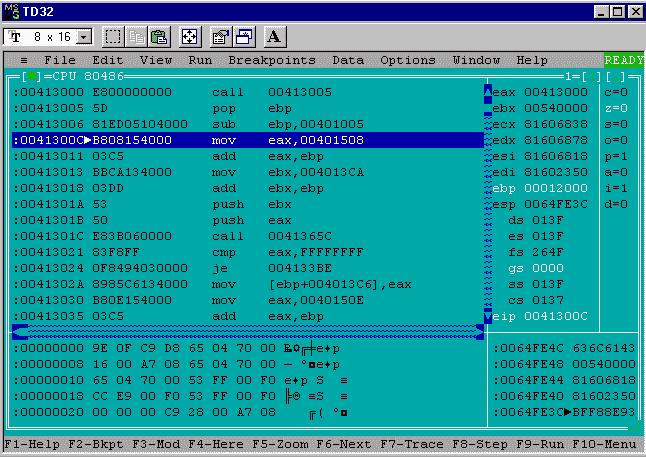 TD32
8 x 16
≡ File Edit View Run Breakpoints Data Options Window Help READY
[■]=CPU 80486 1=[↑][↓]
:00413000 E800000000 call 00413005 eax 00413000 c=0
:00413005 5D pop ebp ebx 00540000 z=0
:00413006 81ED05104000 sub ebp,00401005 ecx 81606838 s=0
:0041300C►B808154000 mov eax,00401508 edx 81606878 o=0
:00413011 03C5 add eax,ebp esi 81606818 p=1
:00413013 BBCA134000 mov ebx,004013CA edi 81602350 a=0
:00413018 03DD add ebx,ebp ebp 00012000 i=1
:0041301A 53 push ebx esp 0064FE3C d=0
:0041301B 50 push eax ds 013F
:0041301C E83B060000 call 0041365C es 013F
:00413021 83F8FF cmp eax,FFFFFFFF fs 264F
:00413024 0F8494030000 je 004133BE gs 0000
:0041302A 8985C6134000 mov [ebp+004013C6],eax ss 013F
:00413030 B80E154000 mov eax,0040150E cs 0137
:00413035 03C5 add eax,ebp eip 0041300C
:00000000 9E 0F C9 D8 65 04 70 00 ₧☼╔╪e♦p :0064FE4C 636C6143
:00000008 16 00 A7 08 65 04 70 00 ▬ º◘e♦p :0064FE48 00540000
:00000010 65 04 70 00 53 FF 00 F0 e♦p S ≡ :0064FE44 81606818
:00000018 CC E9 00 F0 53 FF 00 F0 ╠Θ ≡S ≡ :0064FE40 81602350
:00000020 00 00 00 C9 28 00 A7 08 ╔( º◘ :0064FE3C►BFF88E93
F1-Help F2-Bkpt F3-Mod F4-Here F5-Zoom F6-Next F7-Trace F8-Step F9-Run F10-Menu